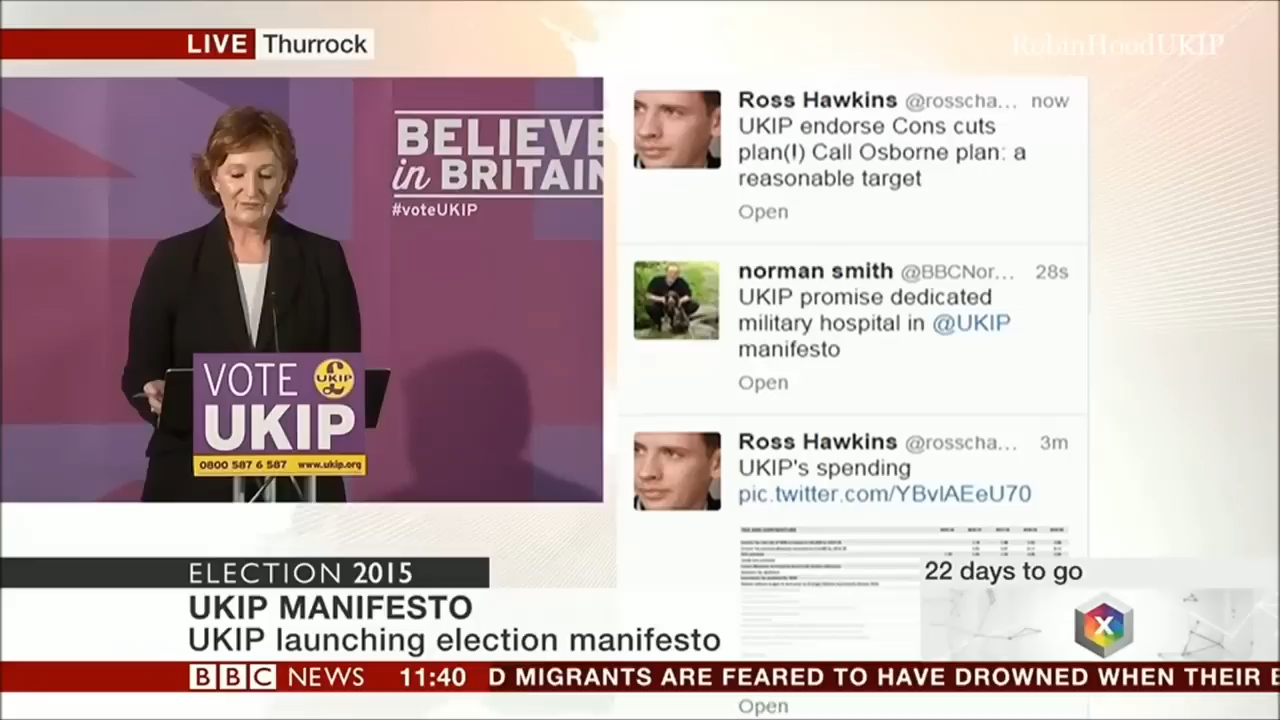 LIVE Thurrock
RobinHoodUKIP
BELIEVE
in BRITAIN
#voteUKIP
VOTE UKIP
UKIP
0800 587 6 587 www.ukip.org
Ross Hawkins @rosscha... now
UKIP endorse Cons cuts
plan(!) Call Osborne plan: a
reasonable target
Open
norman smith @BBCNor... 28s
UKIP promise dedicated
military hospital in @UKIP
manifesto
Open
Ross Hawkins @rosscha... 3m
UKIP's spending
pic.twitter.com/YBvlAEeU70
Open
22 days to go
X
ELECTION 2015
UKIP MANIFESTO
UKIP launching election manifesto
BBC NEWS 11:40 D MIGRANTS ARE FEARED TO HAVE DROWNED WHEN THEIR